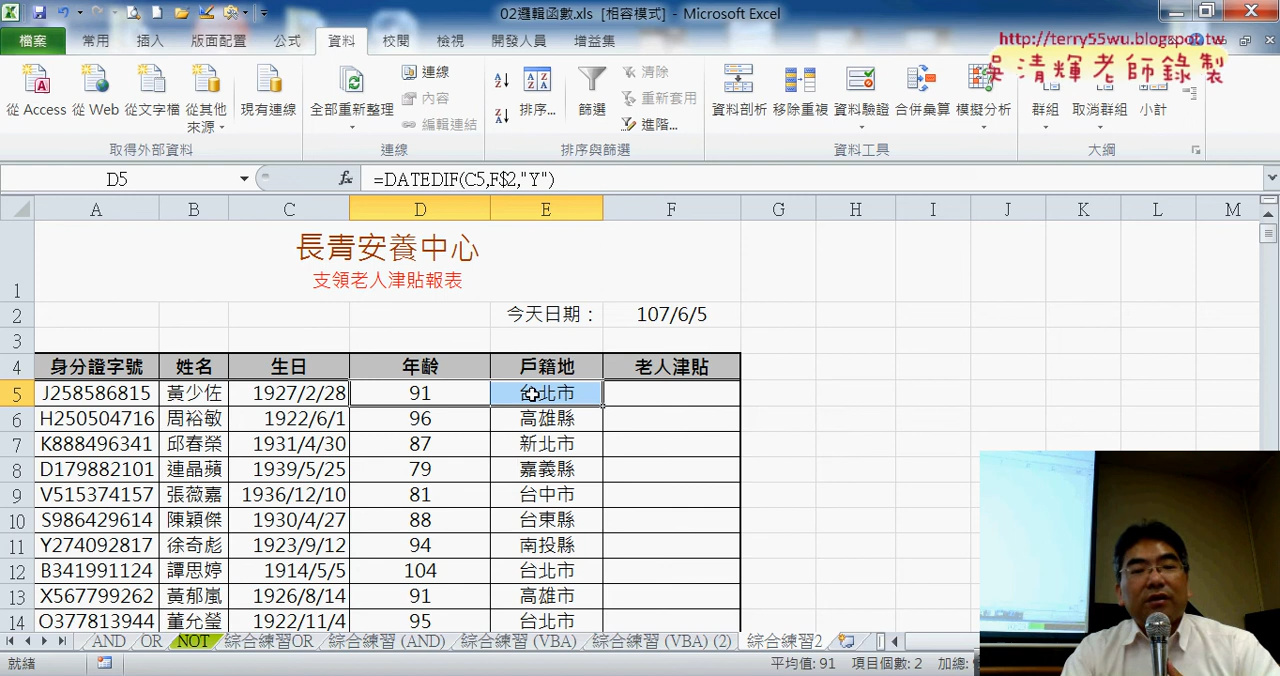 02邏輯函數.xls [相容模式] - Microsoft Excel
http://terry55wu.blogspot.tw
吳清輝老師錄製
檔案 常用 插入 版面配置 公式 資料 校閱 檢視 開發人員 增益集
從 Access 從 Web 從文字檔 從其他來源 現有連線 全部重新整理 連線 內容 編輯連結 排序... 篩選 清除 重新套用 進階... 資料剖析 移除重複 資料驗證 合併彙算 模擬分析 群組 取消群組 小計
取得外部資料 連線 排序與篩選 資料工具 大綱
D5 fx =DATEDIF(C5,F$2,"Y")
A B C D E F G H I J K L M
1 長青安養中心
支領老人津貼報表
2 今天日期： 107/6/5
3
4 身分證字號 姓名 生日 年齡 戶籍地 老人津貼
5 J258586815 黃少佐 1927/2/28 91 台北市
6 H250504716 周裕敏 1922/6/1 96 高雄縣
7 K888496341 邱春榮 1931/4/30 87 新北市
8 D179882101 連晶蘋 1939/5/25 79 嘉義縣
9 V515374157 張薇嘉 1936/12/10 81 台中市
10 S986429614 陳穎傑 1930/4/27 88 台東縣
11 Y274092817 徐奇彪 1923/9/12 94 南投縣
12 B341991124 譚思婷 1914/5/5 104 台北市
13 X567799262 黃郁嵐 1926/8/14 91 高雄市
14 O377813944 董允瑩 1922/11/4 95 台北市
AND OR NOT 綜合練習OR 綜合練習 (AND) 綜合練習 (VBA) 綜合練習 (VBA) (2) 綜合練習2
就緒 平均值: 91 項目個數: 2 加總: